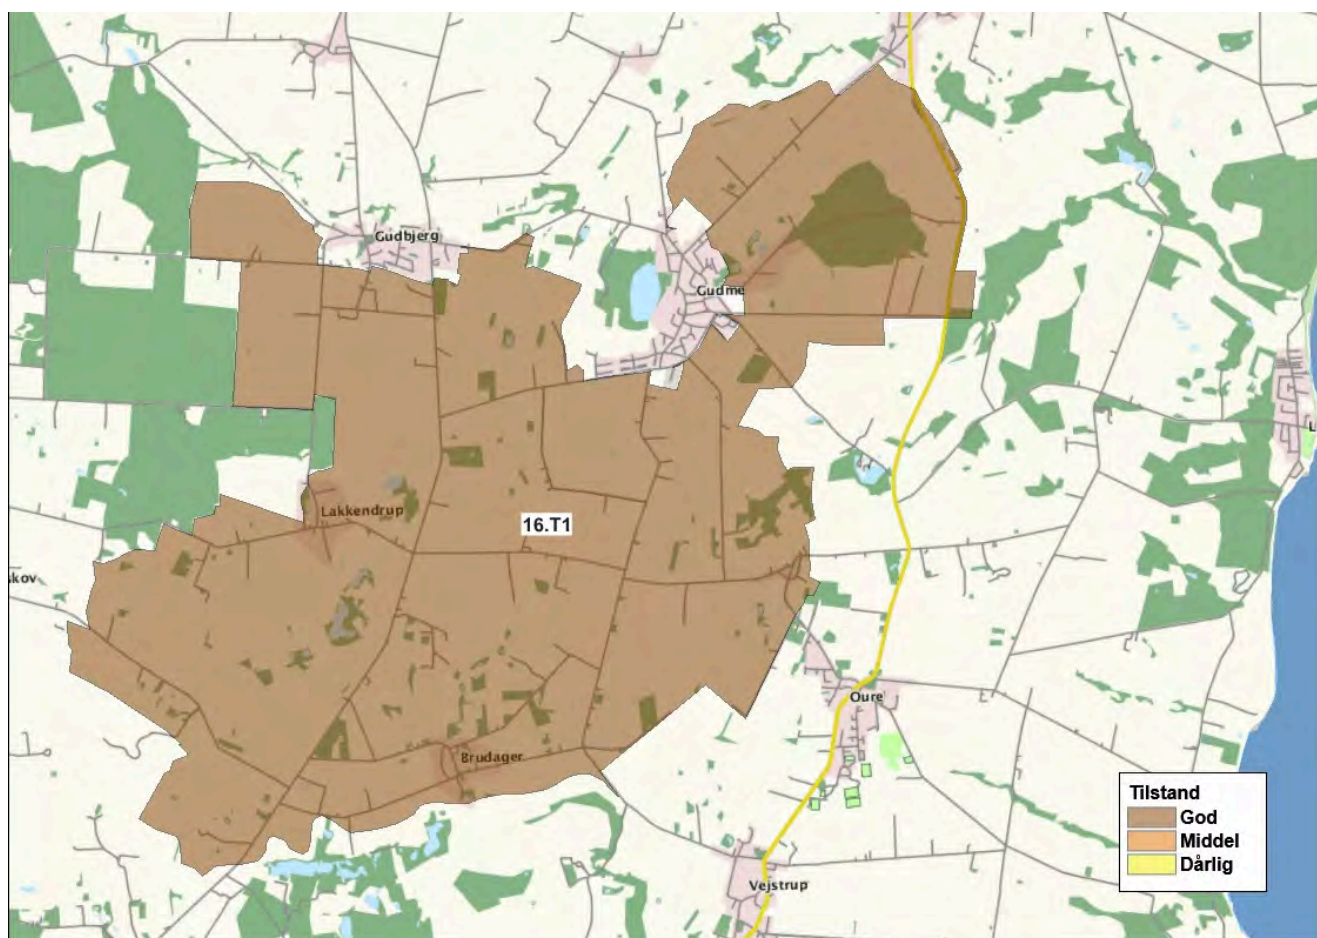 Gudbjerg
Gudme
Lakkendrup
16.T1
skov
Oure
Brudager
Vejstrup
L
Tilstand
God
Middel
Dårlig